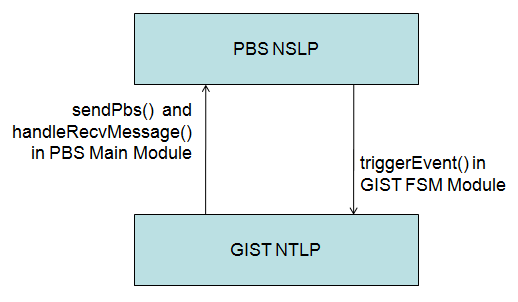 PBS NSLP
sendPbs() and
handleRecvMessage()
in PBS Main Module
triggerEvent() in
GIST FSM Module
GIST NTLP